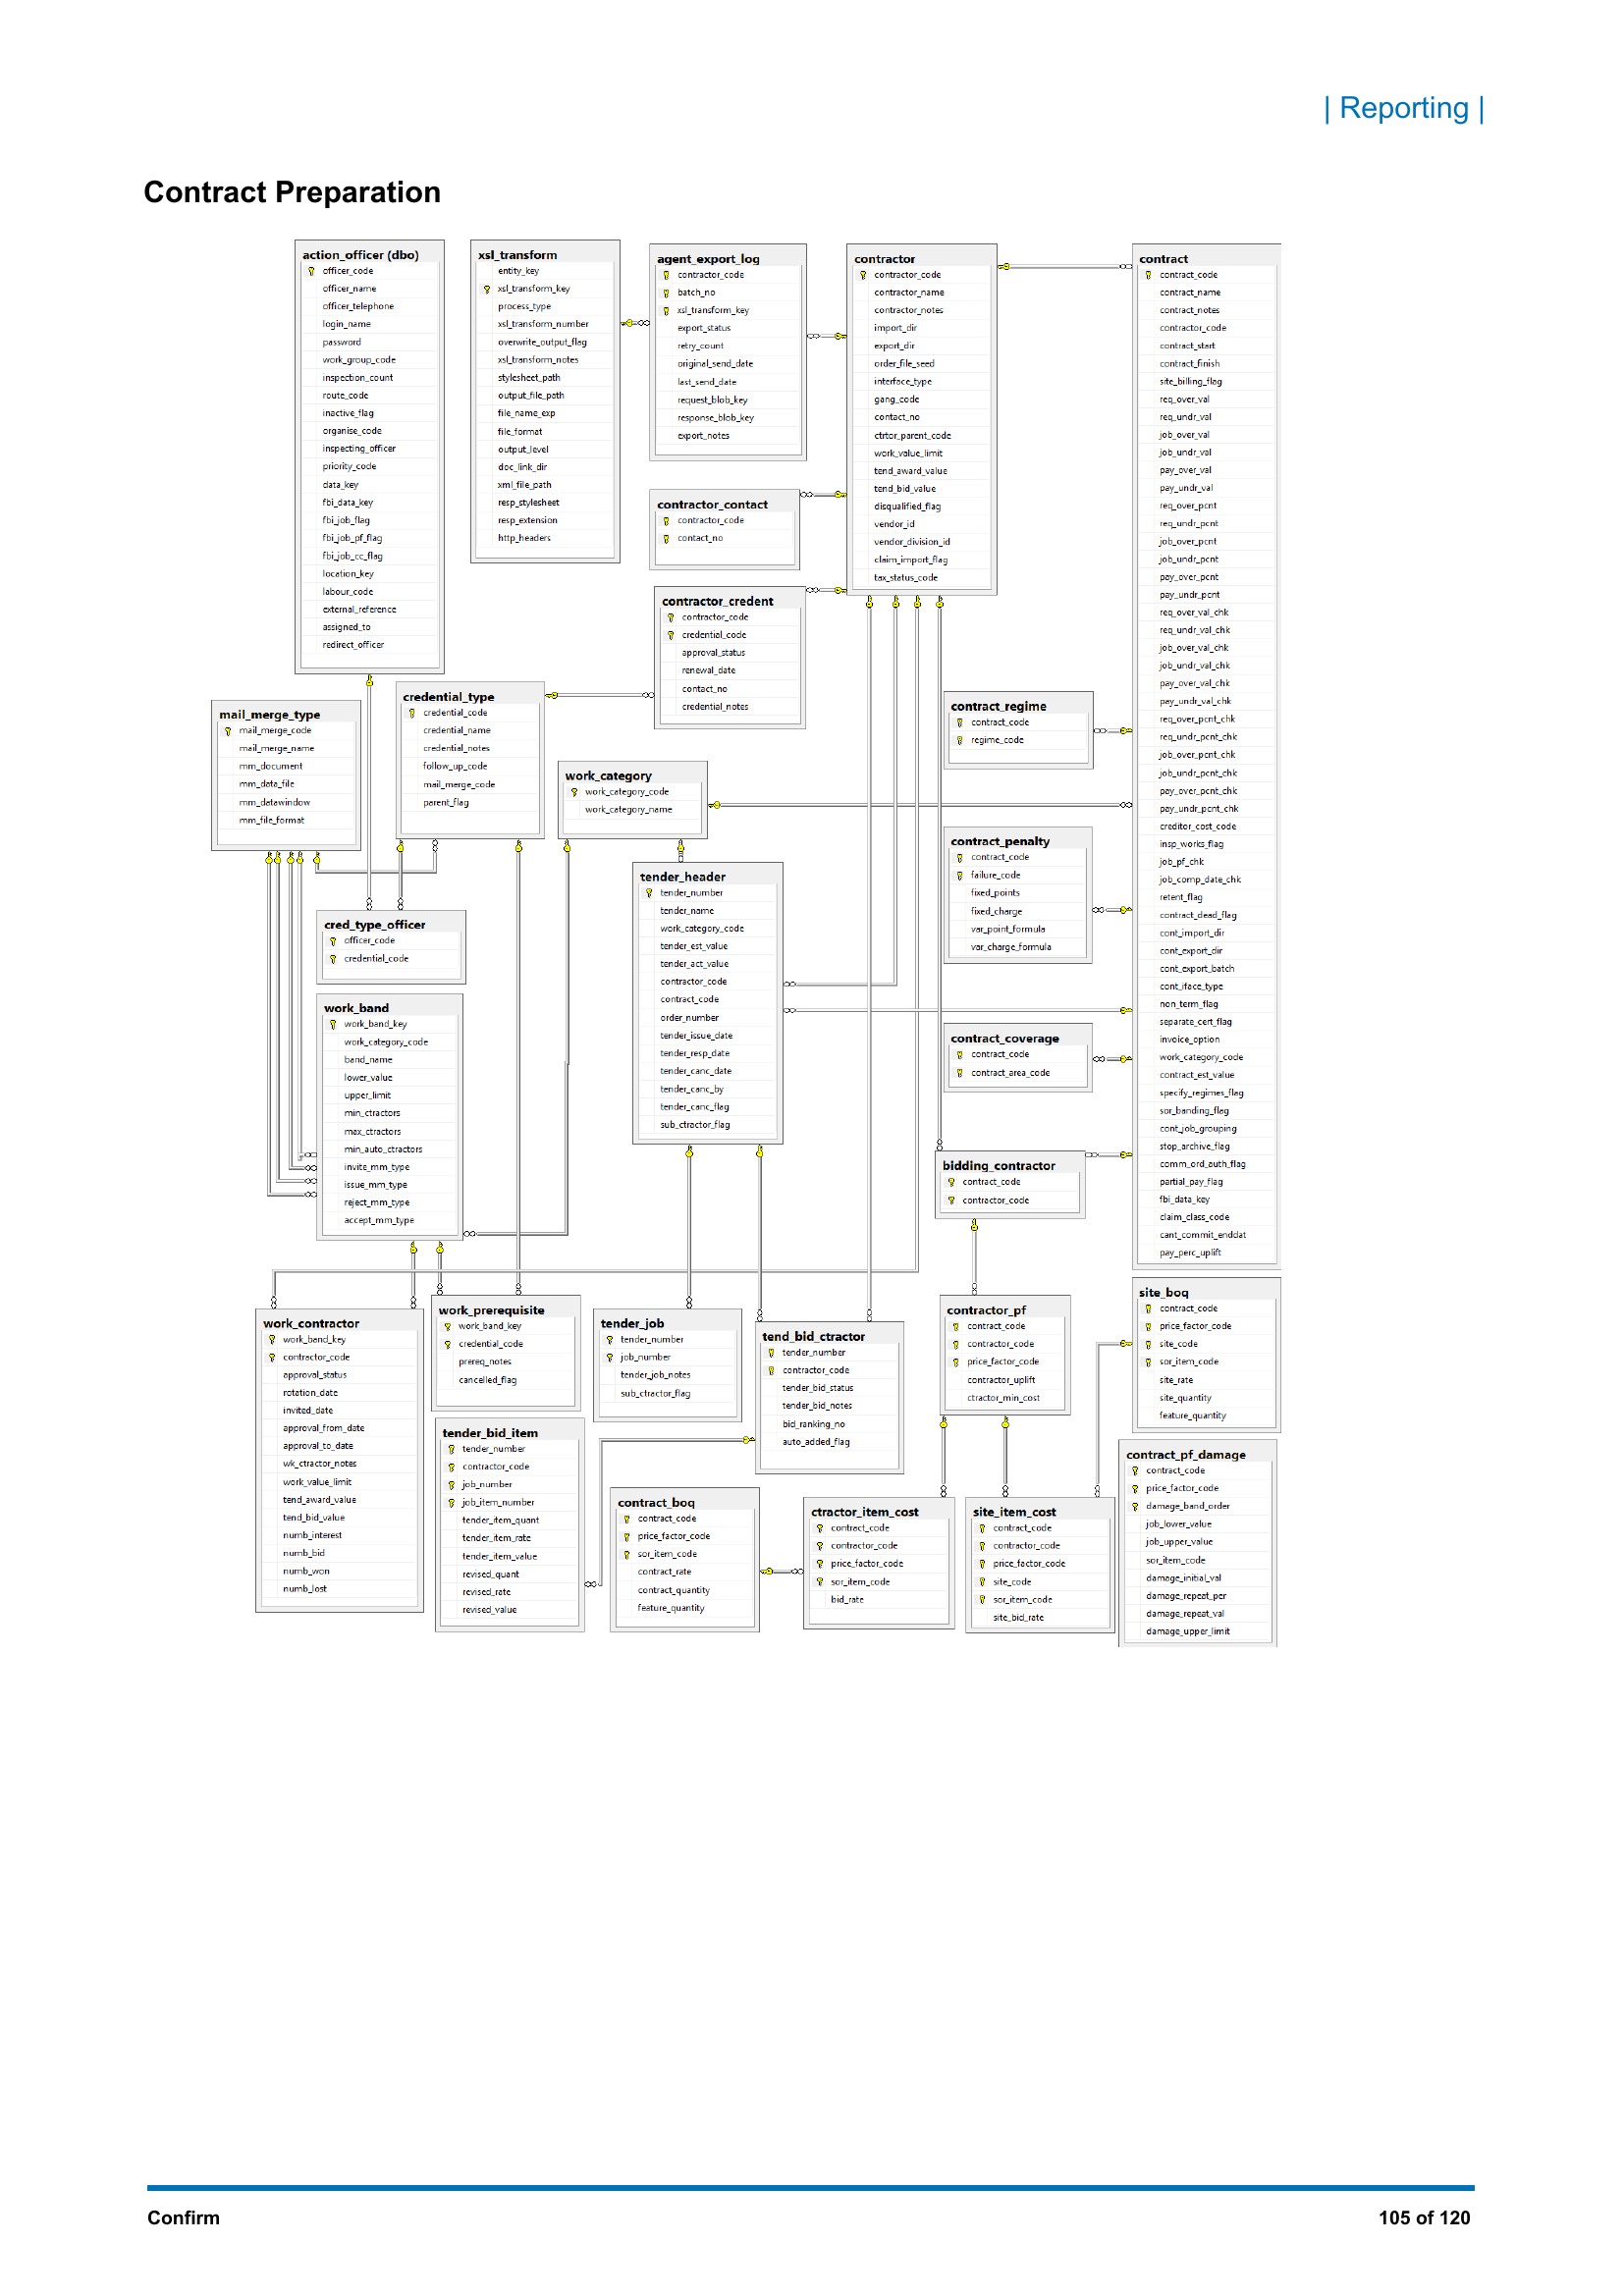 | Reporting |
Contract Preparation
action_officer (dbo)
officer_code
officer_name
officer_telephone
login_name
password
work_group_code
inspection_count
route_code
inactive_flag
organise_code
inspecting_officer
priority_code
data_key
fbi_data_key
fbi_job_flag
fbi_job_pf_flag
fbi_job_cc_flag
location_key
labour_code
external_reference
assigned_to
redirect_officer
xsl_transform
entity_key
xsl_transform_key
process_type
xsl_transform_number
overwrite_output_flag
xsl_transform_notes
stylesheet_path
output_file_path
file_name_exp
file_format
output_level
doc_link_dir
xml_file_path
resp_stylesheet
resp_extension
http_headers
agent_export_log
contractor_code
batch_no
xsl_transform_key
export_status
retry_count
original_send_date
last_send_date
request_blob_key
response_blob_key
export_notes
contractor
contractor_code
contractor_name
contractor_notes
import_dir
export_dir
order_file_seed
interface_type
gang_code
contact_no
ctrtor_parent_code
work_value_limit
tend_award_value
tend_bid_value
disqualified_flag
vendor_id
vendor_division_id
claim_import_flag
tax_status_code
contract
contract_code
contract_name
contract_notes
contractor_code
contract_start
contract_finish
site_billing_flag
req_over_val
req_undr_val
job_over_val
job_undr_val
pay_over_val
pay_undr_val
req_over_pcnt
req_undr_pcnt
job_over_pcnt
job_undr_pcnt
pay_over_pcnt
pay_undr_pcnt
req_over_val_chk
req_undr_val_chk
job_over_val_chk
job_undr_val_chk
pay_over_val_chk
pay_undr_val_chk
req_over_pcnt_chk
req_undr_pcnt_chk
job_over_pcnt_chk
job_undr_pcnt_chk
pay_over_pcnt_chk
pay_undr_pcnt_chk
creditor_cost_code
insp_works_flag
job_pf_chk
job_comp_date_chk
retent_flag
contract_dead_flag
cont_import_dir
cont_export_dir
cont_export_batch
cont_iface_type
non_term_flag
separate_cert_flag
invoice_option
work_category_code
contract_est_value
specify_regimes_flag
sor_banding_flag
cont_job_grouping
stop_archive_flag
comm_ord_auth_flag
partial_pay_flag
fbi_data_key
claim_class_code
cant_commit_enddat
pay_perc_uplift
contractor_contact
contractor_code
contact_no
contractor_credent
contractor_code
credential_code
approval_status
renewal_date
contact_no
credential_notes
mail_merge_type
mail_merge_code
mail_merge_name
mm_document
mm_data_file
mm_datawindow
mm_file_format
credential_type
credential_code
credential_name
credential_notes
follow_up_code
mail_merge_code
parent_flag
work_category
work_category_code
work_category_name
contract_regime
contract_code
regime_code
contract_penalty
contract_code
failure_code
fixed_points
fixed_charge
var_point_formula
var_charge_formula
tender_header
tender_number
tender_name
work_category_code
tender_est_value
tender_act_value
contractor_code
contract_code
order_number
tender_issue_date
tender_resp_date
tender_canc_date
tender_canc_by
tender_canc_flag
sub_ctractor_flag
cred_type_officer
officer_code
credential_code
work_band
work_band_key
work_category_code
band_name
lower_value
upper_limit
min_ctractors
max_ctractors
min_auto_ctractors
invite_mm_type
issue_mm_type
reject_mm_type
accept_mm_type
contract_coverage
contract_code
contract_area_code
bidding_contractor
contract_code
contractor_code
work_contractor
work_band_key
contractor_code
approval_status
rotation_date
invited_date
approval_from_date
approval_to_date
wk_ctractor_notes
work_value_limit
tend_award_value
tend_bid_value
numb_interest
numb_bid
numb_won
numb_lost
work_prerequisite
work_band_key
credential_code
prereq_notes
cancelled_flag
tender_job
tender_number
job_number
tender_job_notes
sub_ctractor_flag
tend_bid_ctractor
tender_number
contractor_code
tender_bid_status
tender_bid_notes
bid_ranking_no
auto_added_flag
contractor_pf
contract_code
contractor_code
price_factor_code
contractor_uplift
ctractor_min_cost
site_boq
contract_code
price_factor_code
site_code
sor_item_code
site_rate
site_quantity
feature_quantity
tender_bid_item
tender_number
contractor_code
job_number
job_item_number
tender_item_quant
tender_item_rate
tender_item_value
revised_quant
revised_rate
revised_value
contract_boq
contract_code
price_factor_code
sor_item_code
contract_rate
contract_quantity
feature_quantity
ctractor_item_cost
contract_code
contractor_code
price_factor_code
sor_item_code
bid_rate
site_item_cost
contract_code
contractor_code
price_factor_code
site_code
sor_item_code
site_bid_rate
contract_pf_damage
contract_code
price_factor_code
damage_band_order
job_lower_value
job_upper_value
sor_item_code
damage_initial_val
damage_repeat_per
damage_repeat_val
damage_upper_limit
Confirm
105 of 120